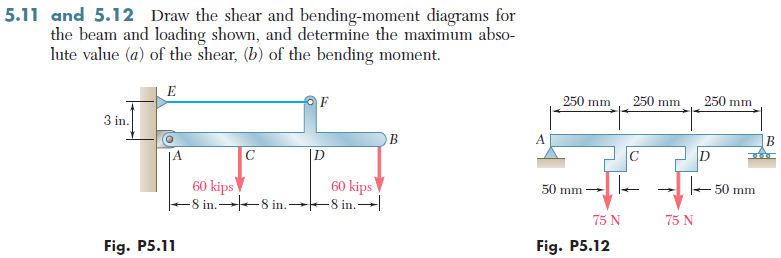 5.11 and 5.12 Draw the shear and bending-moment diagrams for
the beam and loading shown, and determine the maximum abso-
lute value (a) of the shear, (b) of the bending moment.
E
F
3 in.
A
C
D
B
60 kips
60 kips
8 in.
8 in.
8 in.
Fig. P5.11
250 mm
250 mm
250 mm
A
B
C
D
50 mm
50 mm
75 N
75 N
Fig. P5.12